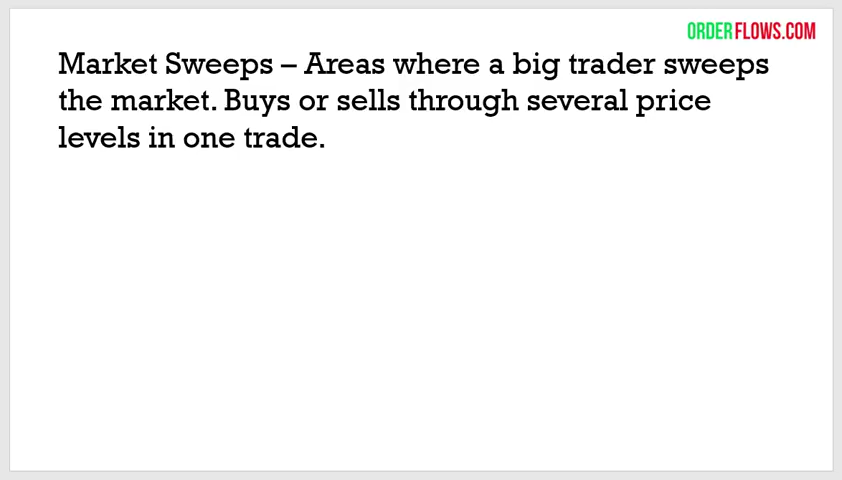 ORDERFLOWS.COM
Market Sweeps – Areas where a big trader sweeps
the market. Buys or sells through several price
levels in one trade.